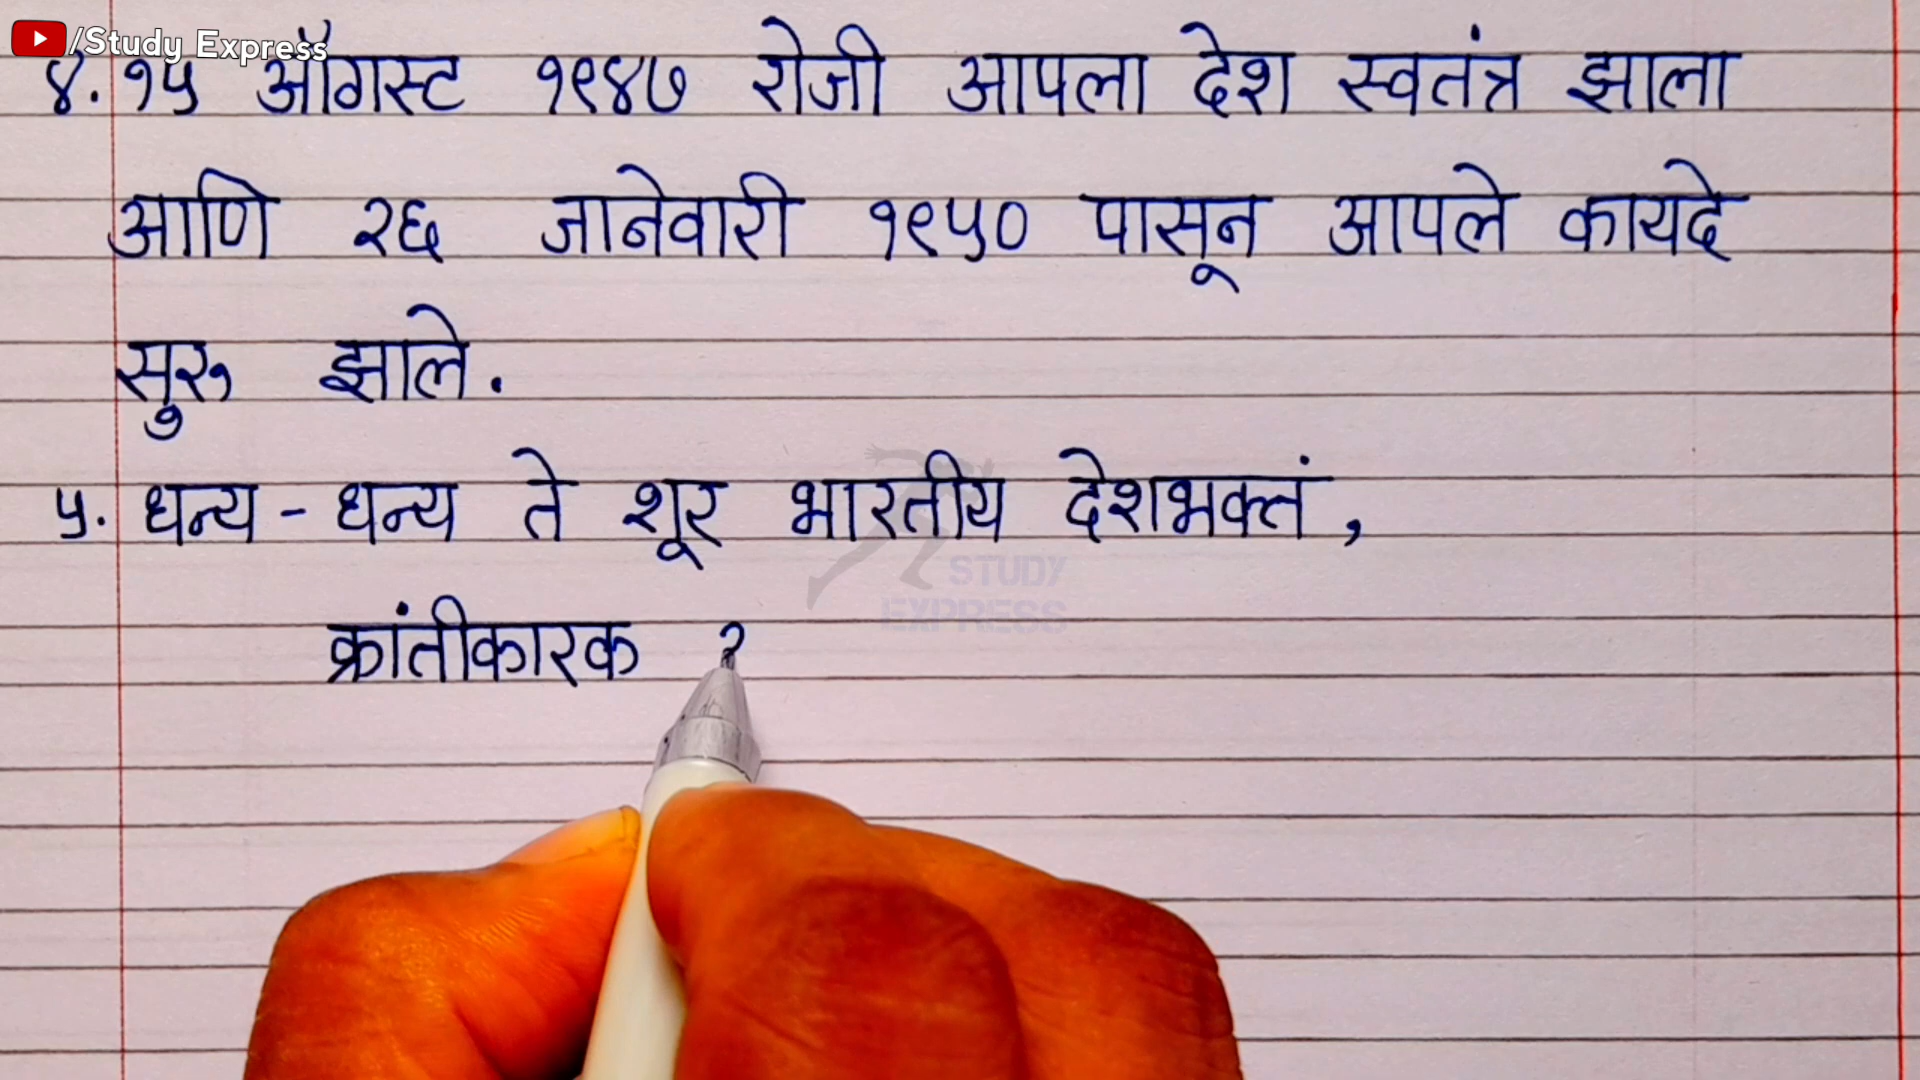 /Study Express
४. १५ ऑगस्ट १९४७ रोजी आपला देश स्वतंत्र झाला
आणि २६ जानेवारी १९५० पासून आपले कायदे
सुरु झाले.
५. धन्य - धन्य ते शूर भारतीय देशभक्तं,
STUDY
EXPRESS
क्रांतीकारक